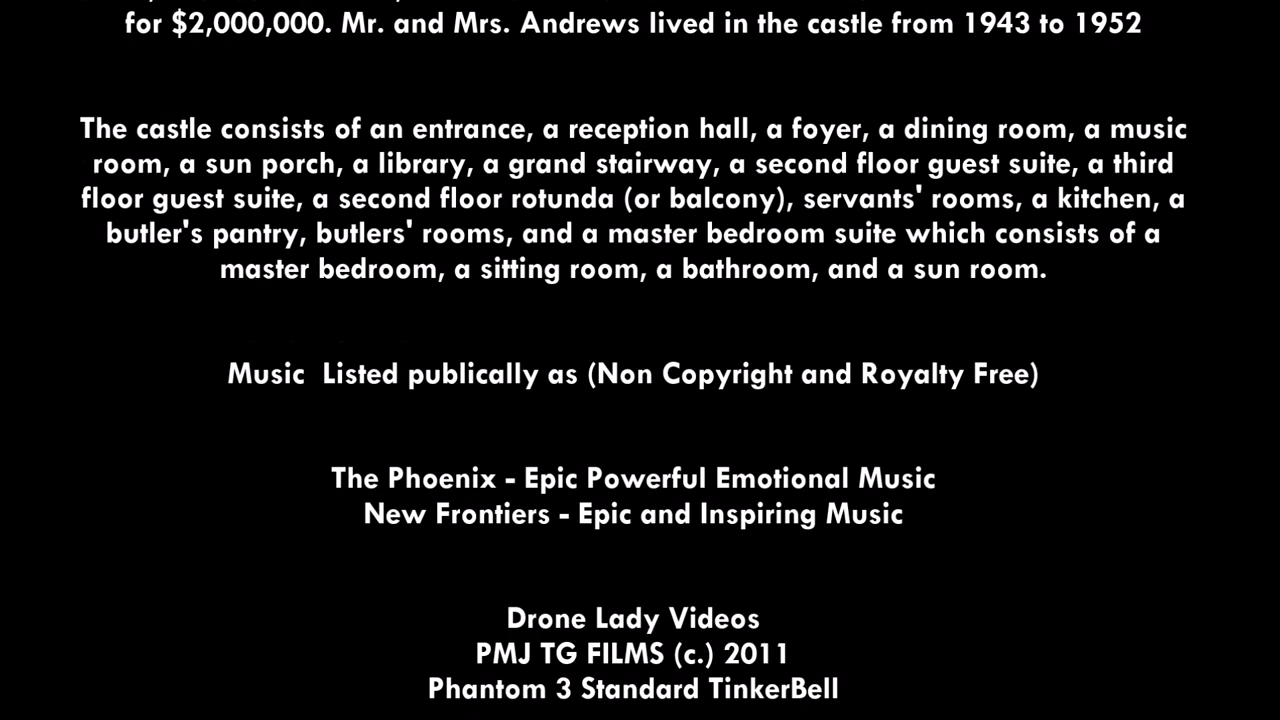 for $2,000,000. Mr. and Mrs. Andrews lived in the castle from 1943 to 1952
The castle consists of an entrance, a reception hall, a foyer, a dining room, a music
room, a sun porch, a library, a grand stairway, a second floor guest suite, a third
floor guest suite, a second floor rotunda (or balcony), servants' rooms, a kitchen, a
butler's pantry, butlers' rooms, and a master bedroom suite which consists of a
master bedroom, a sitting room, a bathroom, and a sun room.
Music  Listed publically as (Non Copyright and Royalty Free)
The Phoenix - Epic Powerful Emotional Music
New Frontiers - Epic and Inspiring Music
Drone Lady Videos
PMJ TG FILMS (c.) 2011
Phantom 3 Standard TinkerBell